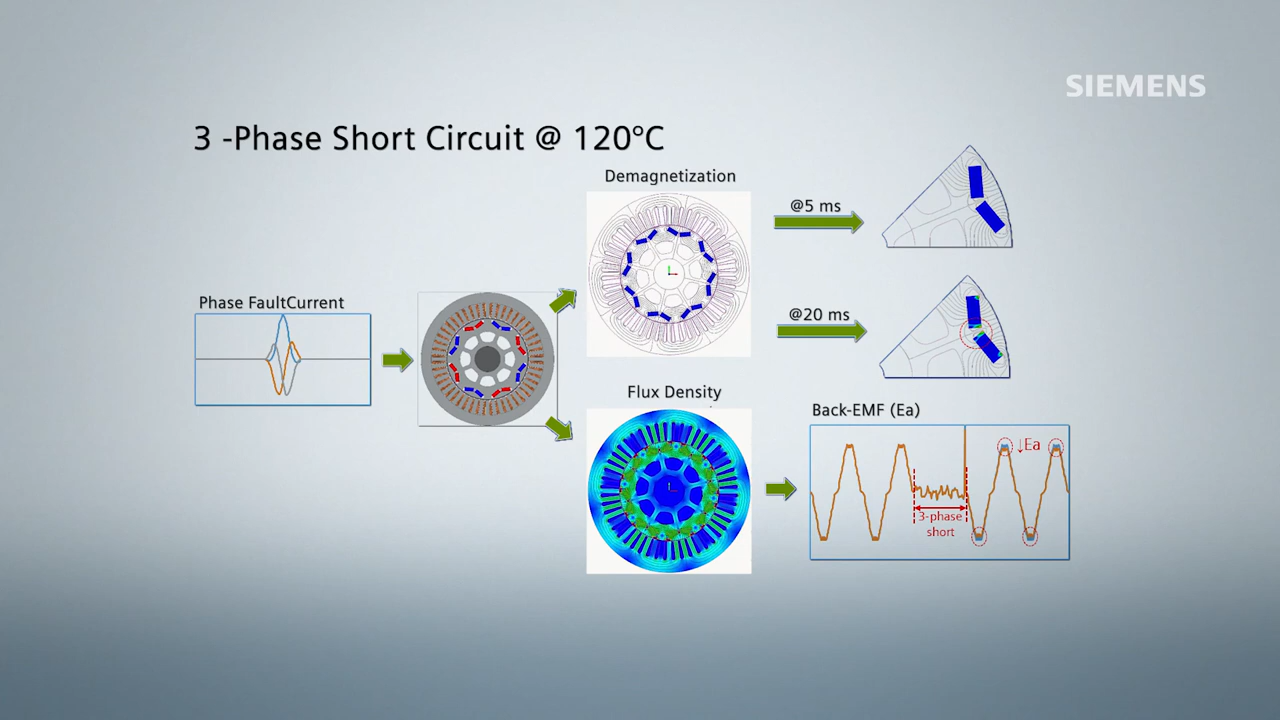 SIEMENS
3 -Phase Short Circuit @ 120°C
Demagnetization
@5 ms
Phase FaultCurrent
@20 ms
Flux Density
Back-EMF (Ea)
↓Ea
3-phase
short